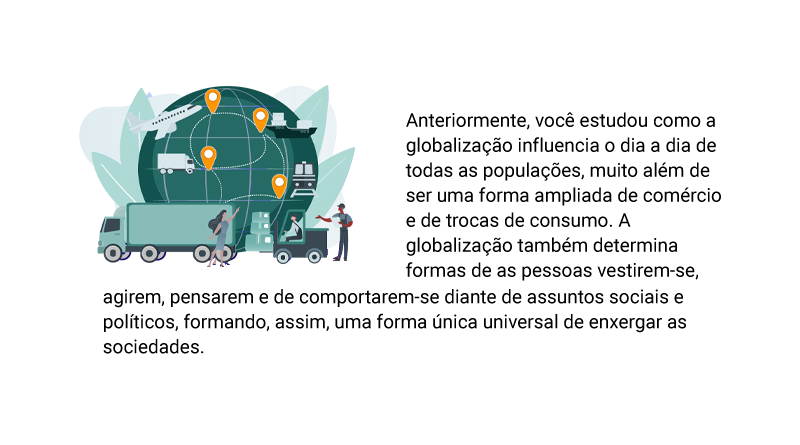 Anteriormente, você estudou como a
globalização influencia o dia a dia de
todas as populações, muito além de
ser uma forma ampliada de comércio
e de trocas de consumo. A
globalização também determina
formas de as pessoas vestirem-se,
agirem, pensarem e de comportarem-se diante de assuntos sociais e
políticos, formando, assim, uma forma única universal de enxergar as
sociedades.